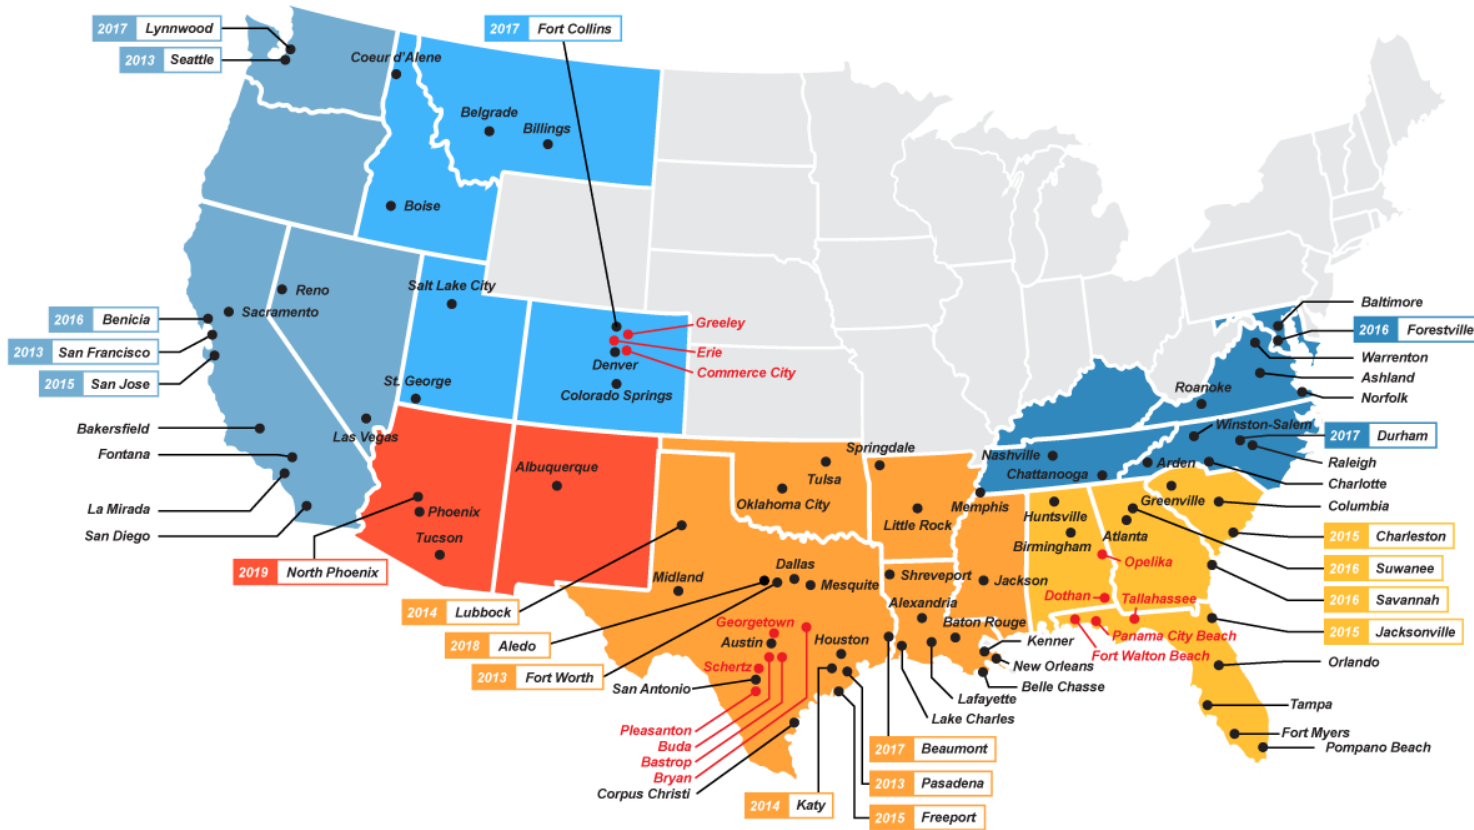 2017 Lynnwood
2013 Seattle
2017 Fort Collins
Coeur d'Alene
Belgrade
Billings
Boise
Salt Lake City
Reno
Sacramento
2016 Benicia
2013 San Francisco
2015 San Jose
St. George
Greeley
Erie
Denver
Commerce City
Colorado Springs
Bakersfield
Las Vegas
Fontana
La Mirada
San Diego
Albuquerque
Phoenix
Tucson
2019 North Phoenix
Baltimore
2016 Forestville
Warrenton
Ashland
Roanoke
Norfolk
Winston-Salem
2017 Durham
Raleigh
Charlotte
Columbia
Nashville
Chattanooga
Arden
Greenville
Springdale
Tulsa
Oklahoma City
Memphis
Little Rock
Huntsville
Birmingham
Atlanta
2015 Charleston
2016 Suwanee
2016 Savannah
2015 Jacksonville
Opelika
Dothan
Tallahassee
Panama City Beach
Fort Walton Beach
Orlando
Tampa
Fort Myers
Pompano Beach
Midland
Dallas
Mesquite
Shreveport
Jackson
Alexandria
Baton Rouge
Kenner
New Orleans
Belle Chasse
Lafayette
Lake Charles
2014 Lubbock
2018 Aledo
2013 Fort Worth
Georgetown
Austin
Houston
Schertz
San Antonio
Pleasanton
Buda
Bastrop
Bryan
Corpus Christi
2017 Beaumont
2013 Pasadena
2014 Katy
2015 Freeport